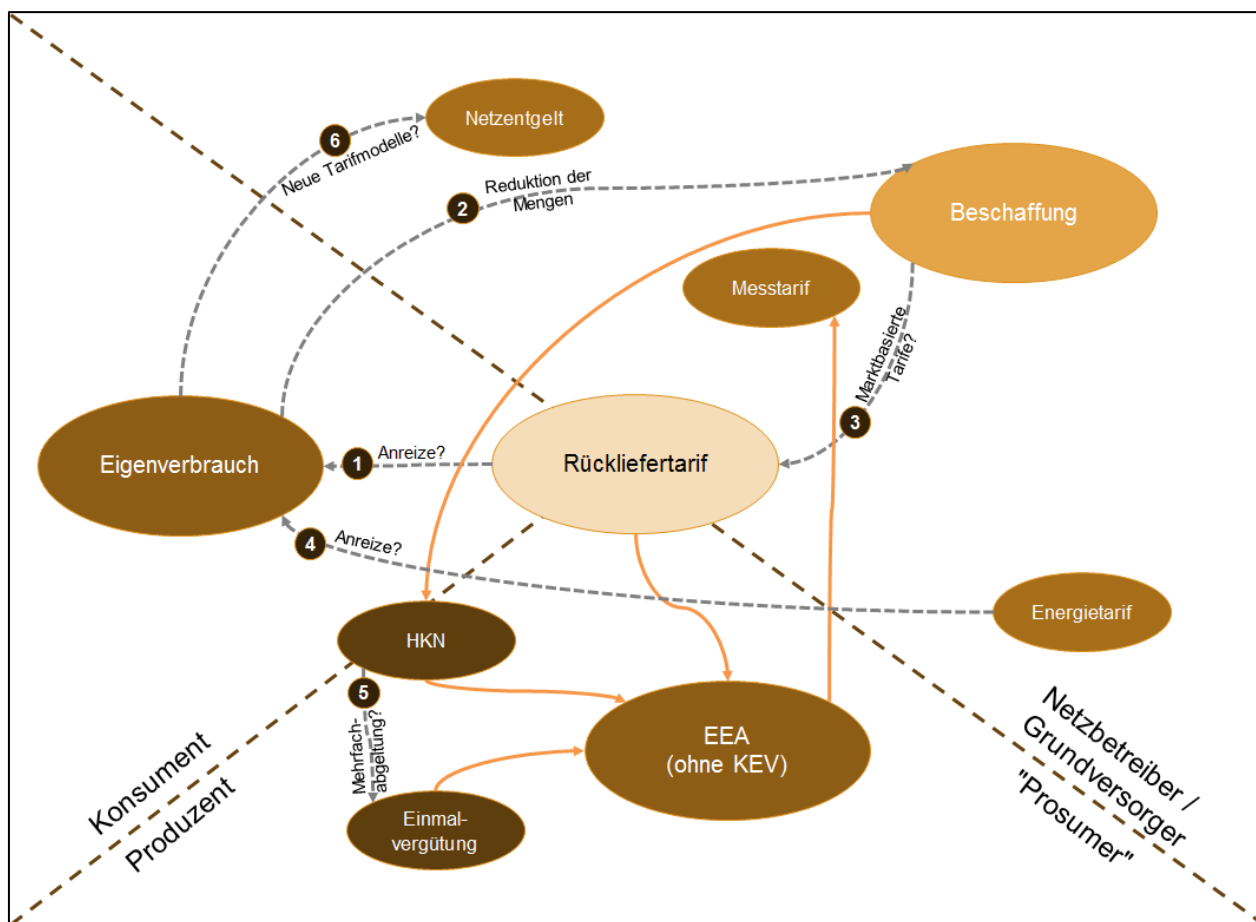 Netzentgelt
6
Neue Tarifmodelle?
2
Reduktion der
Mengen
Beschaffung
Messtarif
Marktbasierte
Tarife?
3
Eigenverbrauch
1
Anreize?
Rückliefertarif
4
Anreize?
Energietarif
HKN
5
Mehrfach-
abgeltung?
EEA
(ohne KEV)
Einmal-
vergütung
Konsument
Produzent
Netzbetreiber /
Grundversorger
"Prosumer"